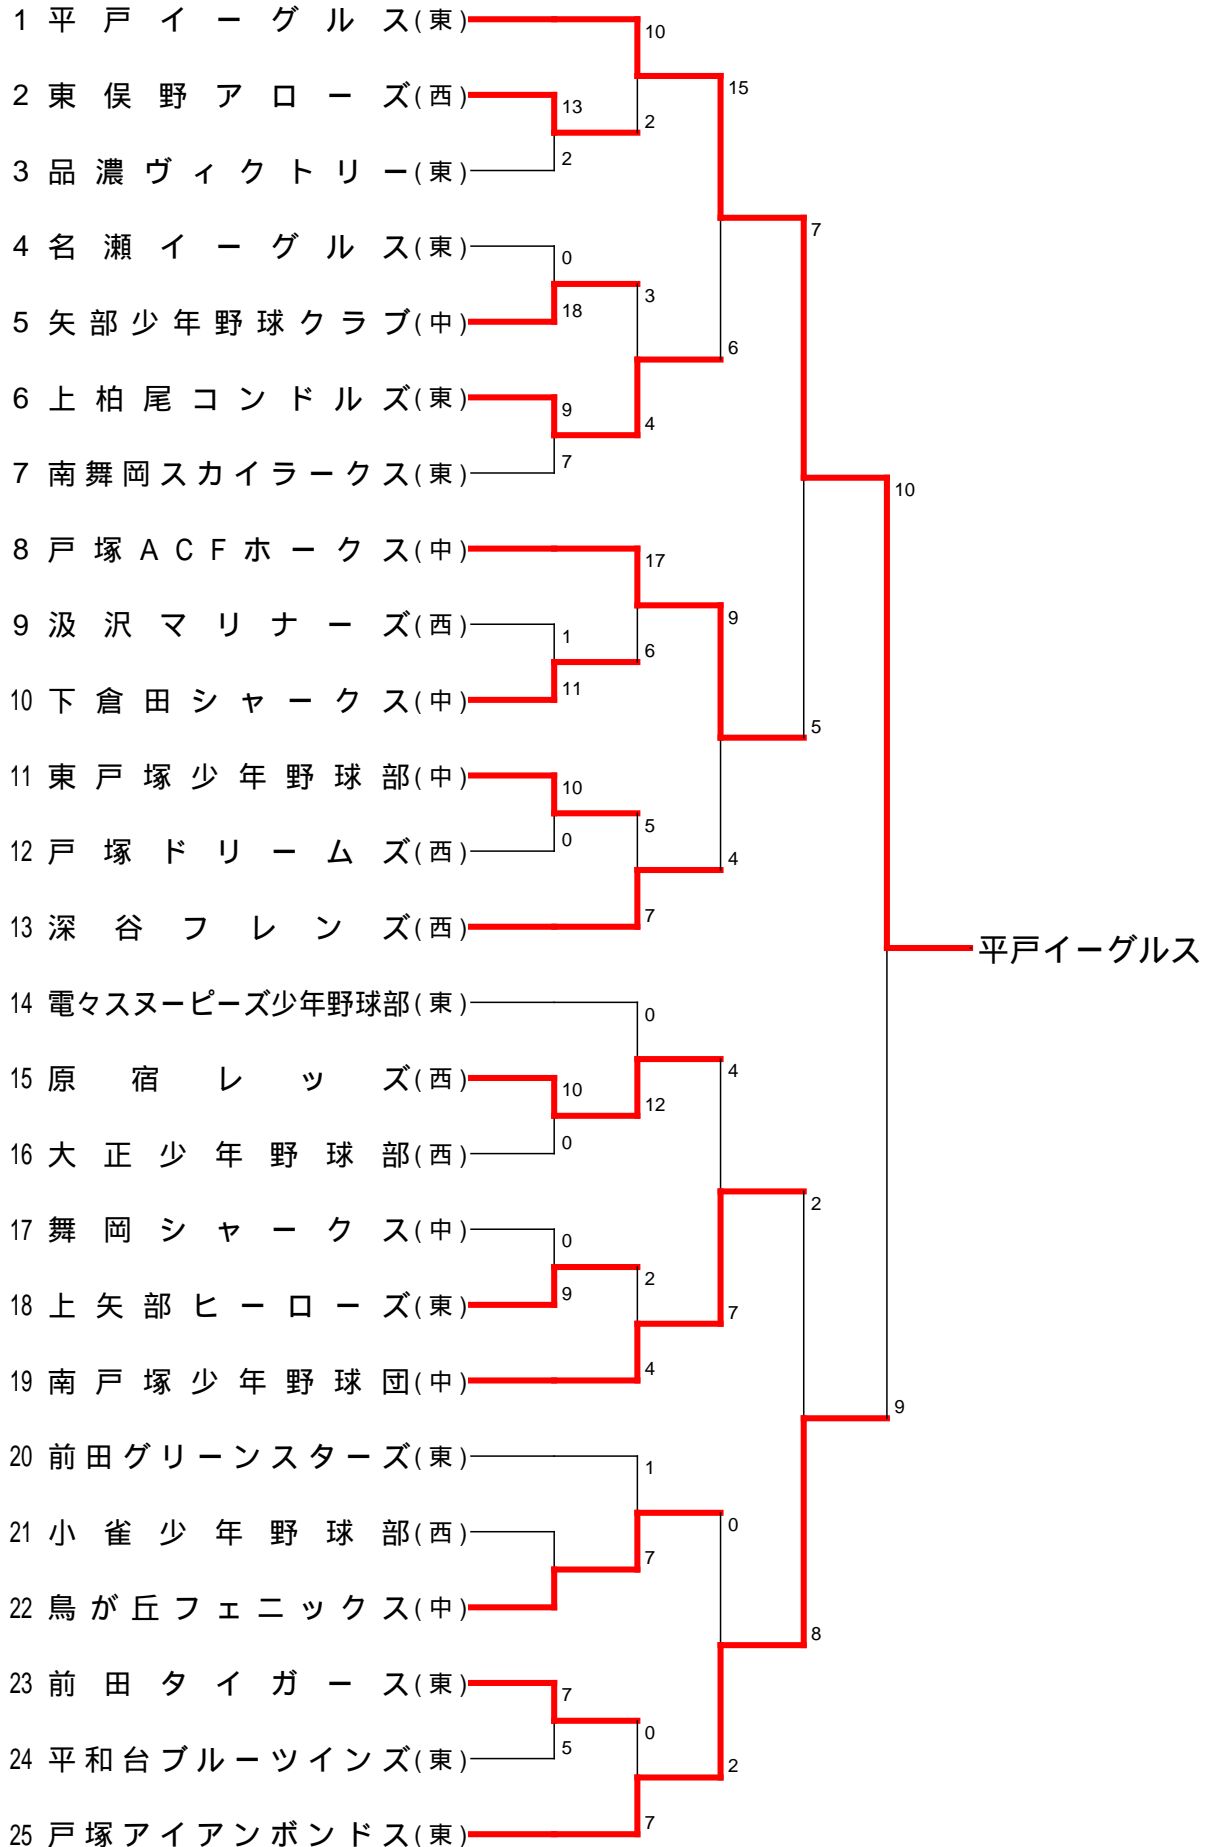 1 平戸イーグルス(東)
10
15
2 東俣野アローズ(西)
13
2
3 品濃ヴィクトリー(東)
2
7
4 名瀬イーグルス(東)
0
3
5 矢部少年野球クラブ(中)
18
6
6 上柏尾コンドルズ(東)
9
4
7 南舞岡スカイラークス(東)
7
10
8 戸塚ACFホークス(中)
17
9
9 汲沢マリナーズ(西)
1
6
10 下倉田シャークス(中)
11
5
11 東戸塚少年野球部(中)
10
5
12 戸塚ドリームズ(西)
0
4
13 深谷フレンズ(西)
7
平戸イーグルス
14 電々スヌーピーズ少年野球部(東)
0
4
15 原宿レッズ(西)
10
12
16 大正少年野球部(西)
0
2
17 舞岡シャークス(中)
0
2
18 上矢部ヒーローズ(東)
9
7
19 南戸塚少年野球団(中)
4
9
20 前田グリーンスターズ(東)
1
0
21 小雀少年野球部(西)
7
22 鳥が丘フェニックス(中)
8
23 前田タイガース(東)
7
0
24 平和台ブルーツインズ(東)
5
2
25 戸塚アイアンボンドス(東)
7